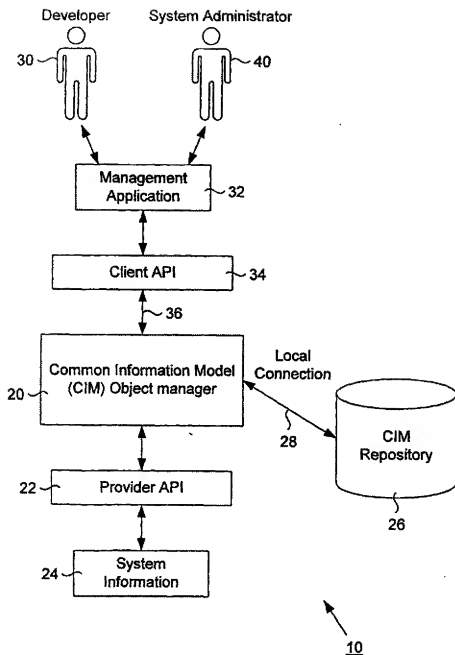 Developer
System Administrator
30
40
Management
Application
32
Client API
34
36
Common Information Model
(CIM) Object manager
20
Local
Connection
28
CIM
Repository
26
22
Provider API
24
System
Information
10